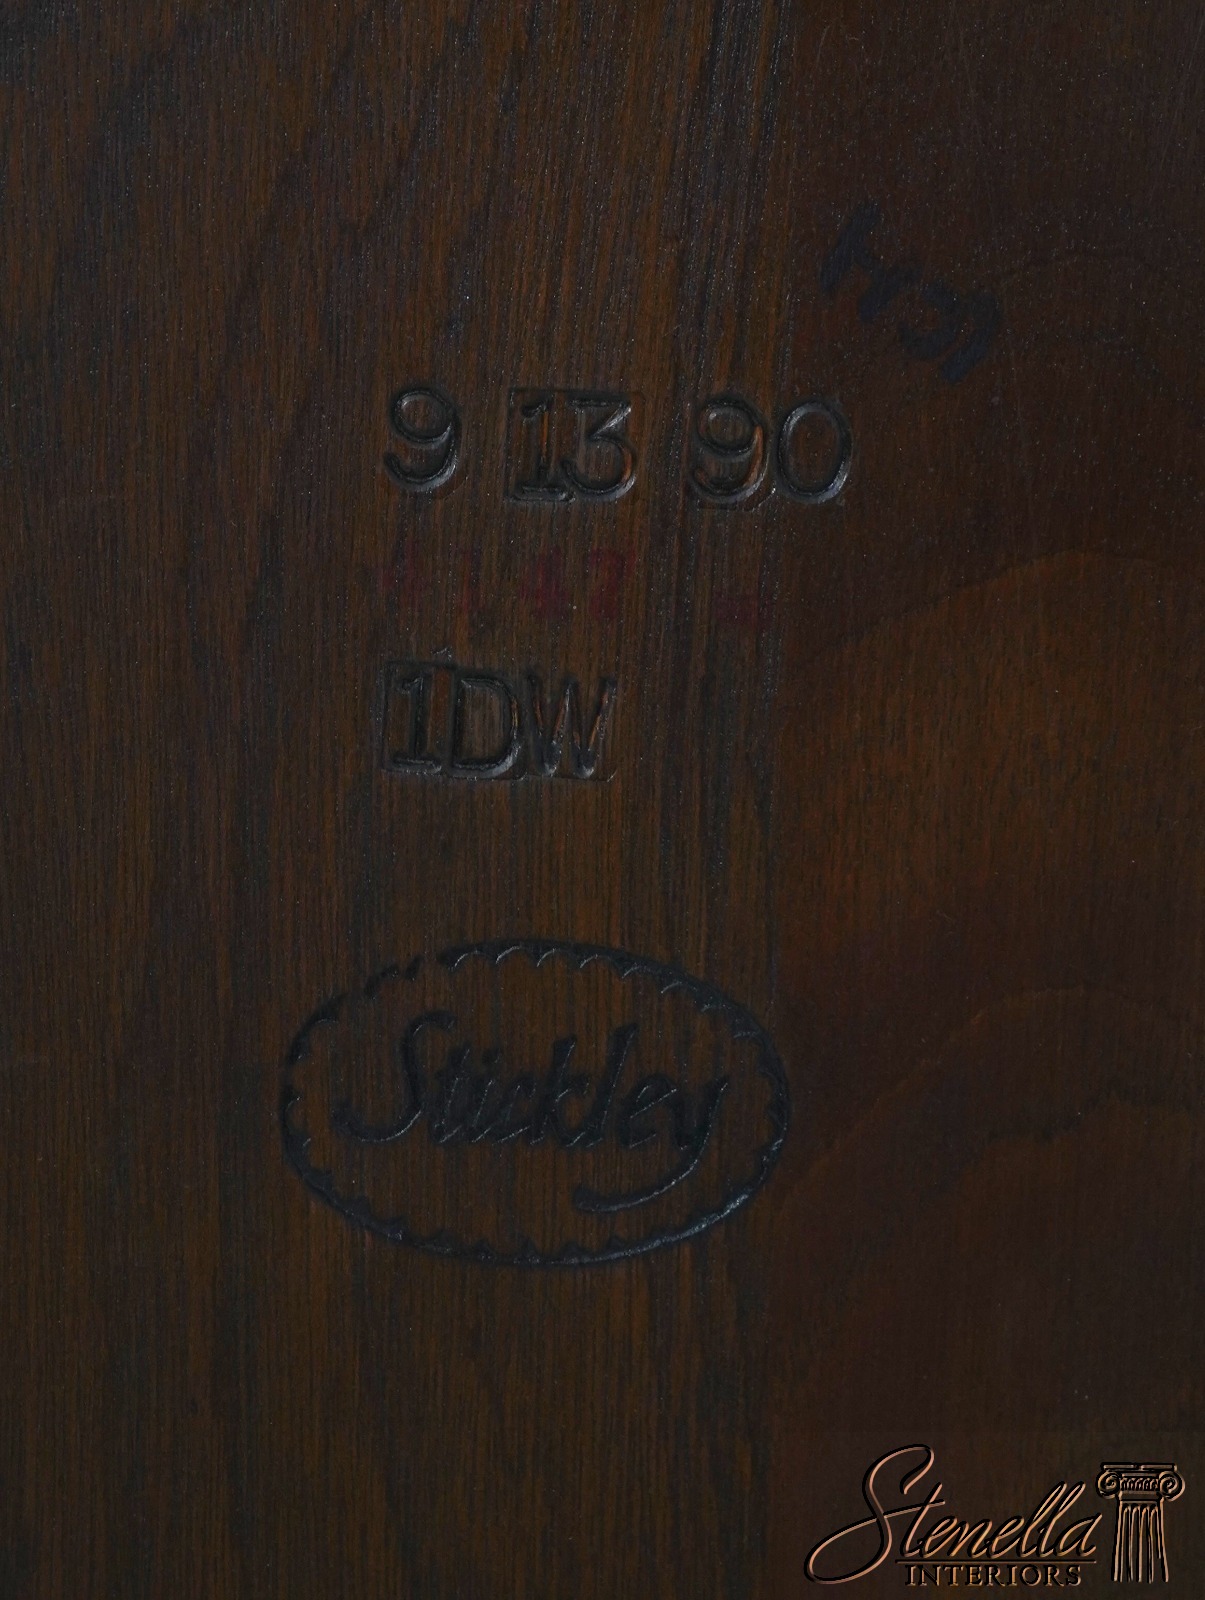 9 13 90
1DW
Stickley
Stenella
INTERIORS